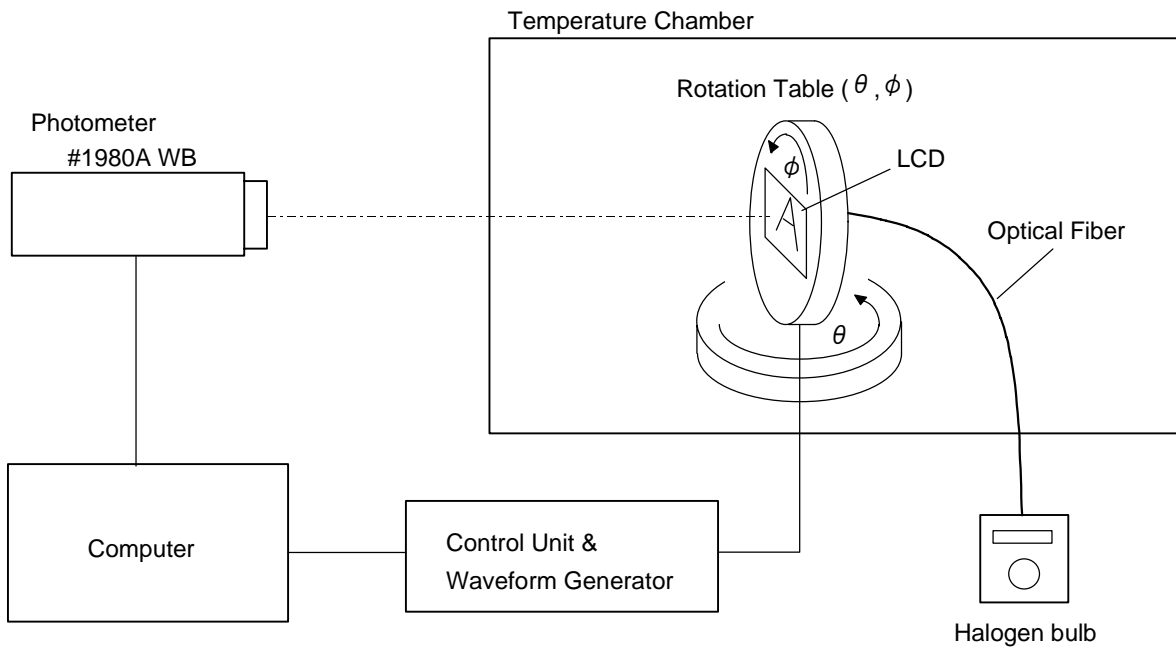 Temperature Chamber
Rotation Table ( θ , φ )
Photometer
#1980A WB
LCD
φ
A
Optical Fiber
θ
Computer
Control Unit &
Waveform Generator
Halogen bulb